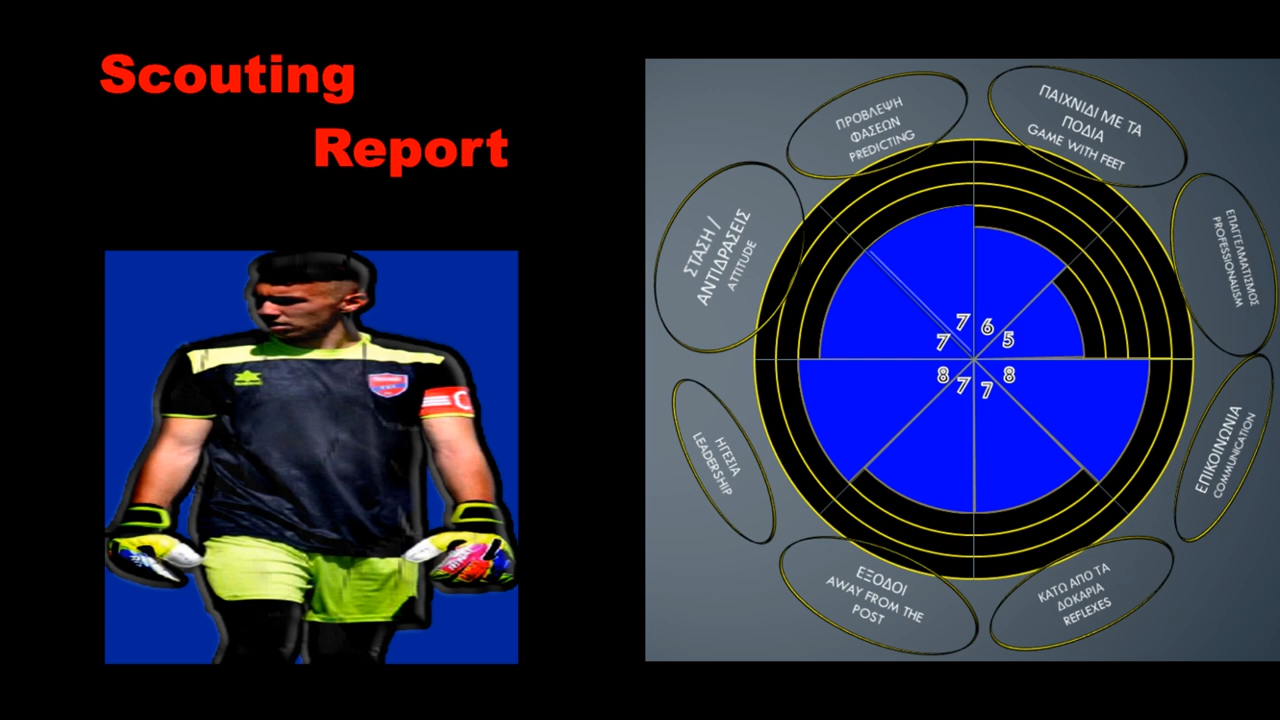 Scouting
Report
ΠΡΟΒΛΕΨΗ
ΦΑΣΕΩΝ
PREDICTING
ΠΑΙΧΝΙΔΙ ΜΕ ΤΑ
ΠΟΔΙΑ
GAME WITH FEET
ΣΤΑΣΗ /
ΑΝΤΙΔΡΑΣΕΙΣ
ATTITUDE
ΕΠΑΓΓΕΛΜΑΤΙΣΜΟΣ
PROFESSIONALISM
7 6
7 5
8 8
7 7
ΗΓΕΣΙΑ
LEADERSHIP
ΕΠΙΚΟΙΝΩΝΙΑ
COMMUNICATION
ΕΞΟΔΟΙ
AWAY FROM THE
POST
ΚΑΤΩ ΑΠΟ ΤΑ
ΔΟΚΑΡΙΑ
REFLEXES
C